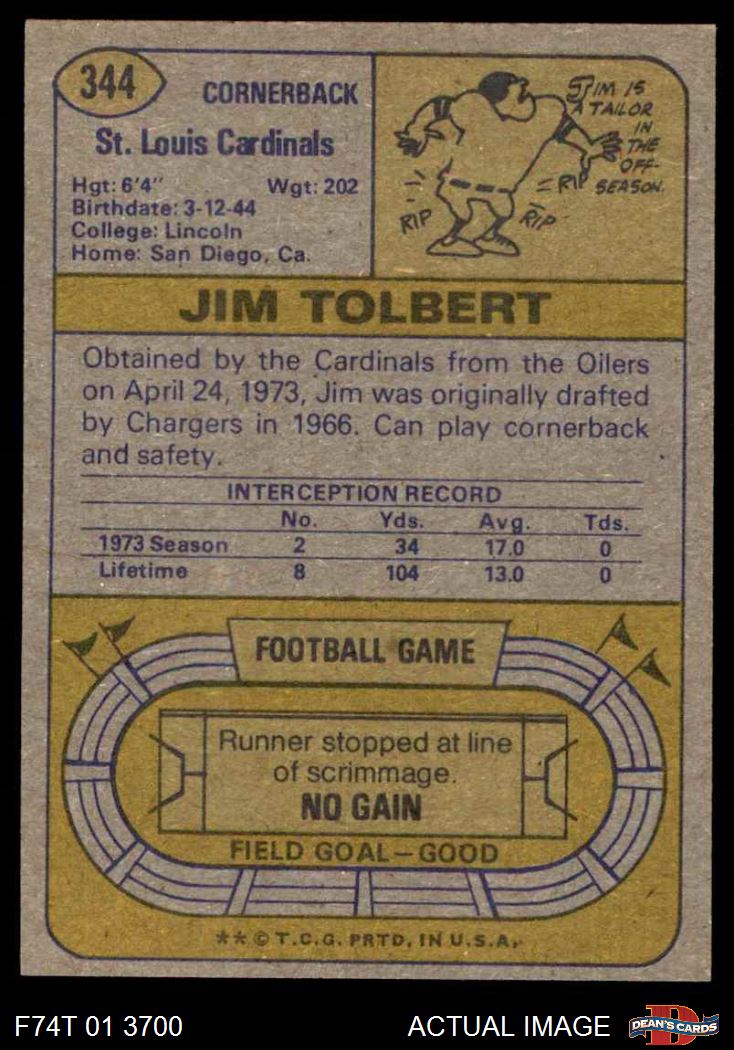 344
CORNERBACK
St. Louis Cardinals
Hgt: 6'4" Wgt: 202
Birthdate: 3-12-44
College: Lincoln
Home: San Diego, Ca.
JIM IS
A TAILOR
IN
THE
OFF-
SEASON.
RIP
RIP
RIP
JIM TOLBERT
Obtained by the Cardinals from the Oilers
on April 24, 1973, Jim was originally drafted
by Chargers in 1966. Can play cornerback
and safety.
INTERCEPTION RECORD
No. Yds. Avg. Tds.
1973 Season 2 34 17.0 0
Lifetime 8 104 13.0 0
FOOTBALL GAME
Runner stopped at line
of scrimmage.
NO GAIN
FIELD GOAL—GOOD
** © T.C.G. PRTD. IN U.S.A.
F74T 01 3700 ACTUAL IMAGE
D
DEAN'S CARDS